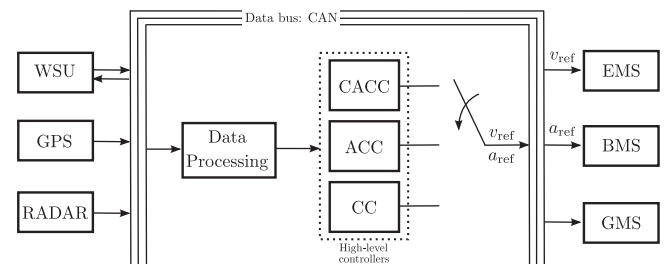 Data bus: CAN
WSU
GPS
RADAR
Data
Processing
CACC
ACC
CC
High-level
controllers
v_ref
a_ref
v_ref
EMS
a_ref
BMS
GMS